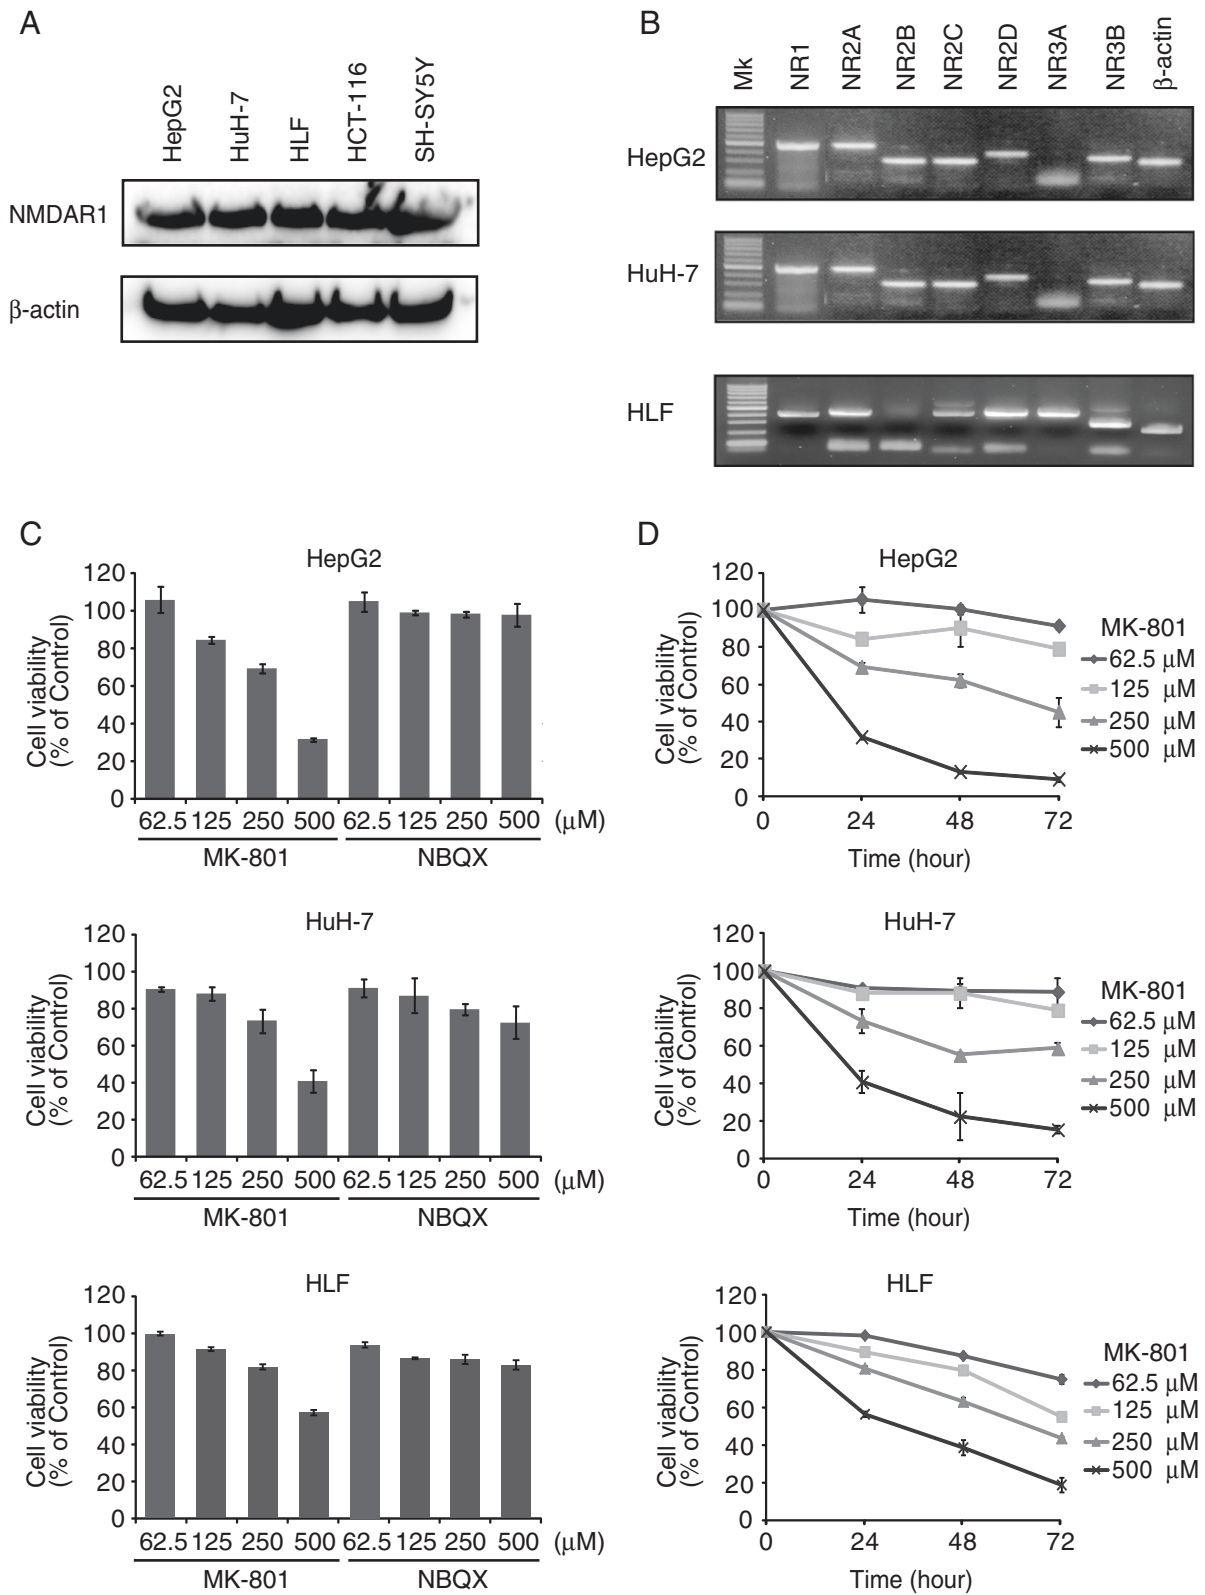 A
HepG2
HuH-7
HLF
HCT-116
SH-SY5Y
NMDAR1
β-actin
B
Mk
NR1
NR2A
NR2B
NR2C
NR2D
NR3A
NR3B
β-actin
HepG2
HuH-7
HLF
C
HepG2
Cell viability
(% of Control)
120
100
80
60
40
20
0
62.5 125 250 500 62.5 125 250 500 (μM)
MK-801 NBQX
HuH-7
Cell viability
(% of Control)
120
100
80
60
40
20
0
62.5 125 250 500 62.5 125 250 500 (μM)
MK-801 NBQX
HLF
Cell viability
(% of Control)
120
100
80
60
40
20
0
62.5 125 250 500 62.5 125 250 500 (μM)
MK-801 NBQX
D
HepG2
Cell viability
(% of Control)
120
100
80
60
40
20
0
0 24 48 72
Time (hour)
MK-801
62.5 μM
125 μM
250 μM
500 μM
HuH-7
Cell viability
(% of Control)
120
100
80
60
40
20
0
0 24 48 72
Time (hour)
MK-801
62.5 μM
125 μM
250 μM
500 μM
HLF
Cell viability
(% of Control)
120
100
80
60
40
20
0
0 24 48 72
Time (hour)
MK-801
62.5 μM
125 μM
250 μM
500 μM